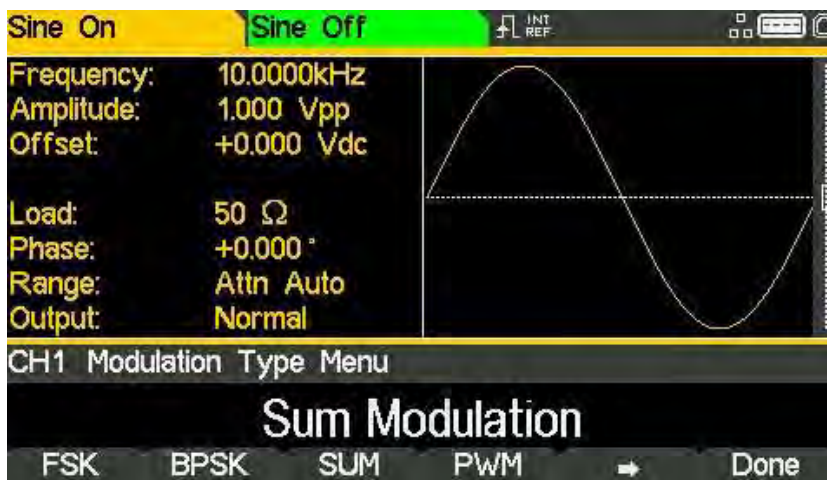 Sine On Sine Off INT REF
Frequency: 10.0000kHz
Amplitude: 1.000 Vpp
Offset: +0.000 Vdc
Load: 50 Ω
Phase: +0.000 °
Range: Attn Auto
Output: Normal
CH1 Modulation Type Menu
Sum Modulation
FSK BPSK SUM PWM ➡ Done